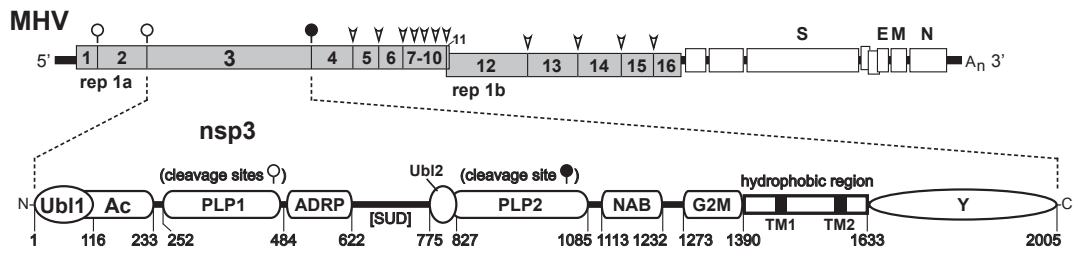 MHV
5' 1 2 3 4 5 6 7-10 11 12 13 14 15 16 S E M N An 3'
rep 1a rep 1b
nsp3
(cleavage sites ) Ubl2 (cleavage site ) hydrophobic region
N- Ubl1 Ac PLP1 ADRP [SUD] PLP2 NAB G2M TM1 TM2 Y -C
1 116 233 252 484 622 775 827 1085 1113 1232 1273 1390 1633 2005